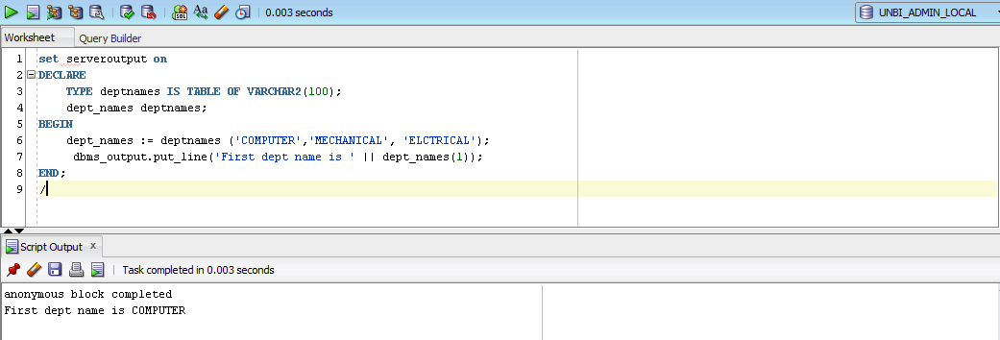 0.003 seconds
UNBI_ADMIN_LOCAL
Worksheet Query Builder
1 set serveroutput on
2 DECLARE
3 TYPE deptnames IS TABLE OF VARCHAR2(100);
4 dept_names deptnames;
5 BEGIN
6 dept_names := deptnames ('COMPUTER','MECHANICAL', 'ELCTRICAL');
7 dbms_output.put_line('First dept name is ' || dept_names(1));
8 END;
9 /
Script Output x
Task completed in 0.003 seconds
anonymous block completed
First dept name is COMPUTER